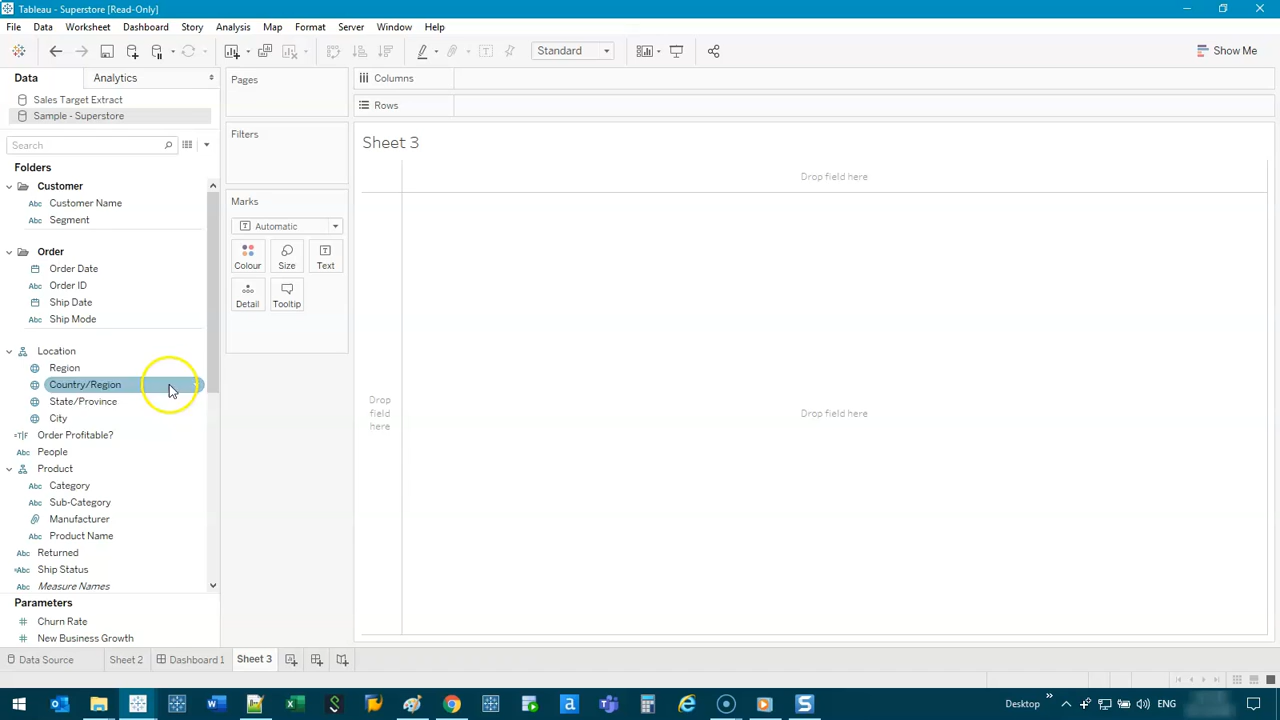 Tableau - Superstore [Read-Only]
File Data Worksheet Dashboard Story Analysis Map Format Server Window Help
Standard
Show Me
Data Analytics
Pages
Columns
Sales Target Extract
Sample - Superstore
Rows
Search
Filters
Sheet 3
Folders
Drop field here
Customer
Customer Name
Segment
Marks
Automatic
Order
Colour Size Text
Order Date
Order ID
Ship Date
Detail Tooltip
Ship Mode
Location
Region
Country/Region
State/Province
City
Drop
field
here
Drop field here
Order Profitable?
People
Product
Category
Sub-Category
Manufacturer
Product Name
Returned
Ship Status
Measure Names
Parameters
Churn Rate
New Business Growth
Data Source Sheet 2 Dashboard 1 Sheet 3
Desktop
ENG